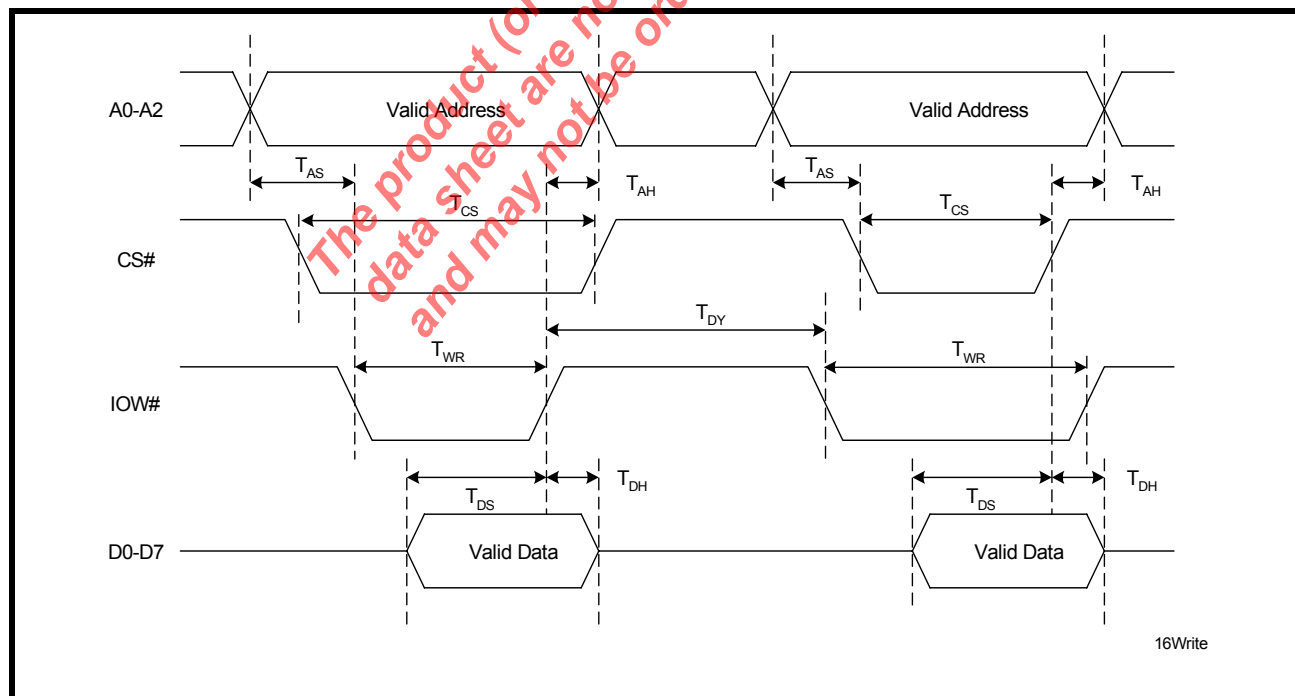 The product (or
data sheet are no
and may not be ord
A0-A2
Valid Address
Valid Address
TAS
TAH
TAS
TAH
CS#
TCS
TCS
TDY
IOW#
TWR
TWR
TDS
TDH
TDS
TDH
D0-D7
Valid Data
Valid Data
16Write